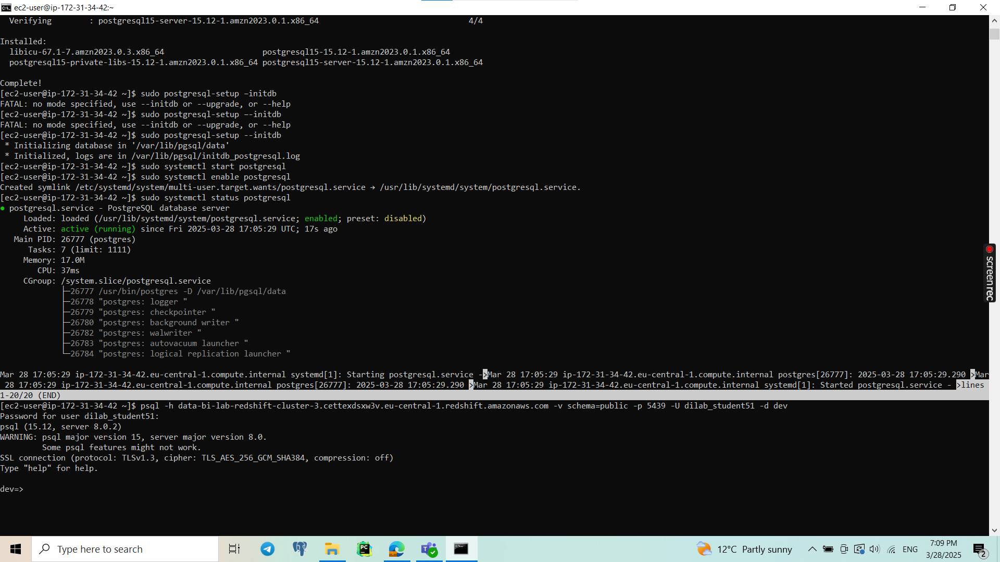 ec2-user@ip-172-31-34-42:~
  Verifying        : postgresql15-server-15.12-1.amzn2023.0.1.x86_64                                4/4
Installed:
  libicu-67.1-7.amzn2023.0.3.x86_64                     postgresql15-15.12-1.amzn2023.0.1.x86_64
  postgresql15-private-libs-15.12-1.amzn2023.0.1.x86_64 postgresql15-server-15.12-1.amzn2023.0.1.x86_64
Complete!
[ec2-user@ip-172-31-34-42 ~]$ sudo postgresql-setup –initdb
FATAL: no mode specified, use --initdb or --upgrade, or --help
[ec2-user@ip-172-31-34-42 ~]$ sudo postgresql-setup –-initdb
FATAL: no mode specified, use --initdb or --upgrade, or --help
[ec2-user@ip-172-31-34-42 ~]$ sudo postgresql-setup --initdb
 * Initializing database in '/var/lib/pgsql/data'
 * Initialized, logs are in /var/lib/pgsql/initdb_postgresql.log
[ec2-user@ip-172-31-34-42 ~]$ sudo systemctl start postgresql
[ec2-user@ip-172-31-34-42 ~]$ sudo systemctl enable postgresql
Created symlink /etc/systemd/system/multi-user.target.wants/postgresql.service → /usr/lib/systemd/system/postgresql.service.
[ec2-user@ip-172-31-34-42 ~]$ sudo systemctl status postgresql
● postgresql.service - PostgreSQL database server
     Loaded: loaded (/usr/lib/systemd/system/postgresql.service; enabled; preset: disabled)
     Active: active (running) since Fri 2025-03-28 17:05:29 UTC; 17s ago
   Main PID: 26777 (postgres)
      Tasks: 7 (limit: 1111)
     Memory: 17.0M
        CPU: 37ms
     CGroup: /system.slice/postgresql.service
             ├─26777 /usr/bin/postgres -D /var/lib/pgsql/data
             ├─26778 "postgres: logger "
             ├─26779 "postgres: checkpointer "
             ├─26780 "postgres: background writer "
             ├─26782 "postgres: walwriter "
             ├─26783 "postgres: autovacuum launcher "
             └─26784 "postgres: logical replication launcher "
Mar 28 17:05:29 ip-172-31-34-42.eu-central-1.compute.internal systemd[1]: Starting postgresql.service ->Mar 28 17:05:29 ip-172-31-34-42.eu-central-1.compute.internal postgres[26777]: 2025-03-28 17:05:29.290 >Mar
 28 17:05:29 ip-172-31-34-42.eu-central-1.compute.internal postgres[26777]: 2025-03-28 17:05:29.290 >Mar 28 17:05:29 ip-172-31-34-42.eu-central-1.compute.internal systemd[1]: Started postgresql.service - >lines
1-20/20 (END)
[ec2-user@ip-172-31-34-42 ~]$ psql -h data-bi-lab-redshift-cluster-3.cettexdsxw3v.eu-central-1.redshift.amazonaws.com -v schema=public -p 5439 -U dilab_student51 -d dev
Password for user dilab_student51:
psql (15.12, server 8.0.2)
WARNING: psql major version 15, server major version 8.0.
         Some psql features might not work.
SSL connection (protocol: TLSv1.3, cipher: TLS_AES_256_GCM_SHA384, compression: off)
Type "help" for help.
dev=>
screenrec
Type here to search
PC
12°C Partly sunny
ENG
7:09 PM
3/28/2025
2